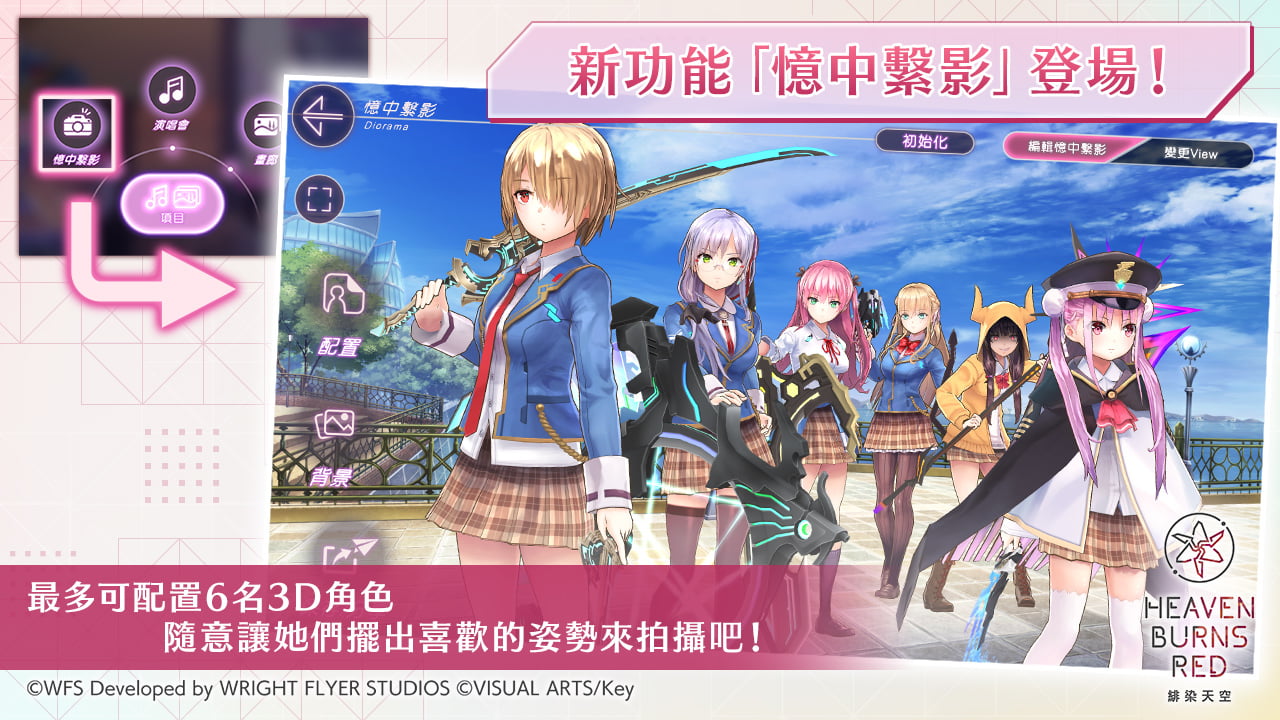 新功能「憶中繫影」登場!
演唱會
憶中繫影
畫廊
項目
憶中繫影
Diorama
初始化
編輯憶中繫影
變更View
配置
背景
最多可配置6名3D角色
隨意讓她們擺出喜歡的姿勢來拍攝吧!
HEAVEN
BURNS
RED
緋染天空
©WFS Developed by WRIGHT FLYER STUDIOS ©VISUAL ARTS/Key